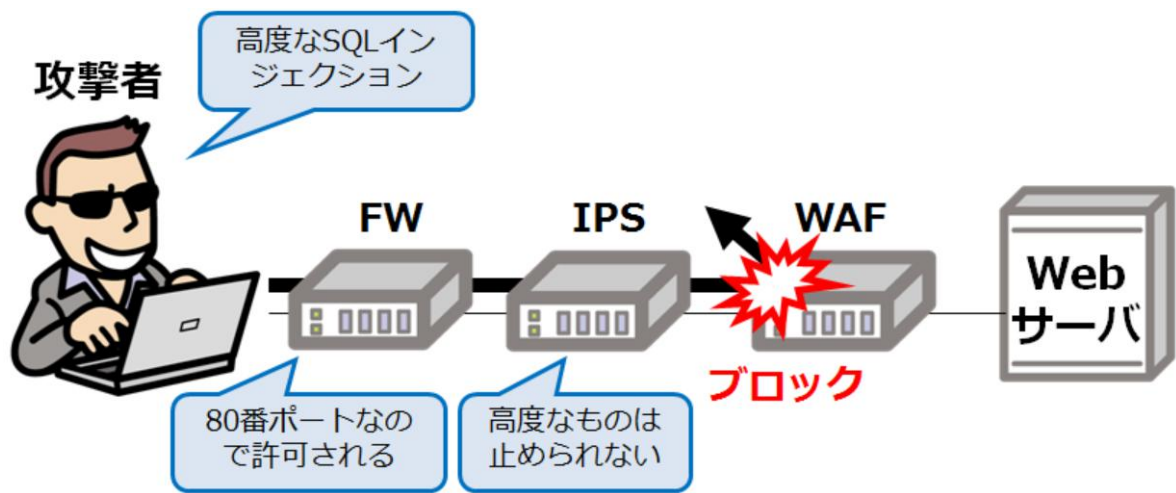 高度なSQLイン
ジェクション
攻撃者
FW
IPS
WAF
Web
サーバ
ブロック
80番ポートなの
で許可される
高度なものは
止められない